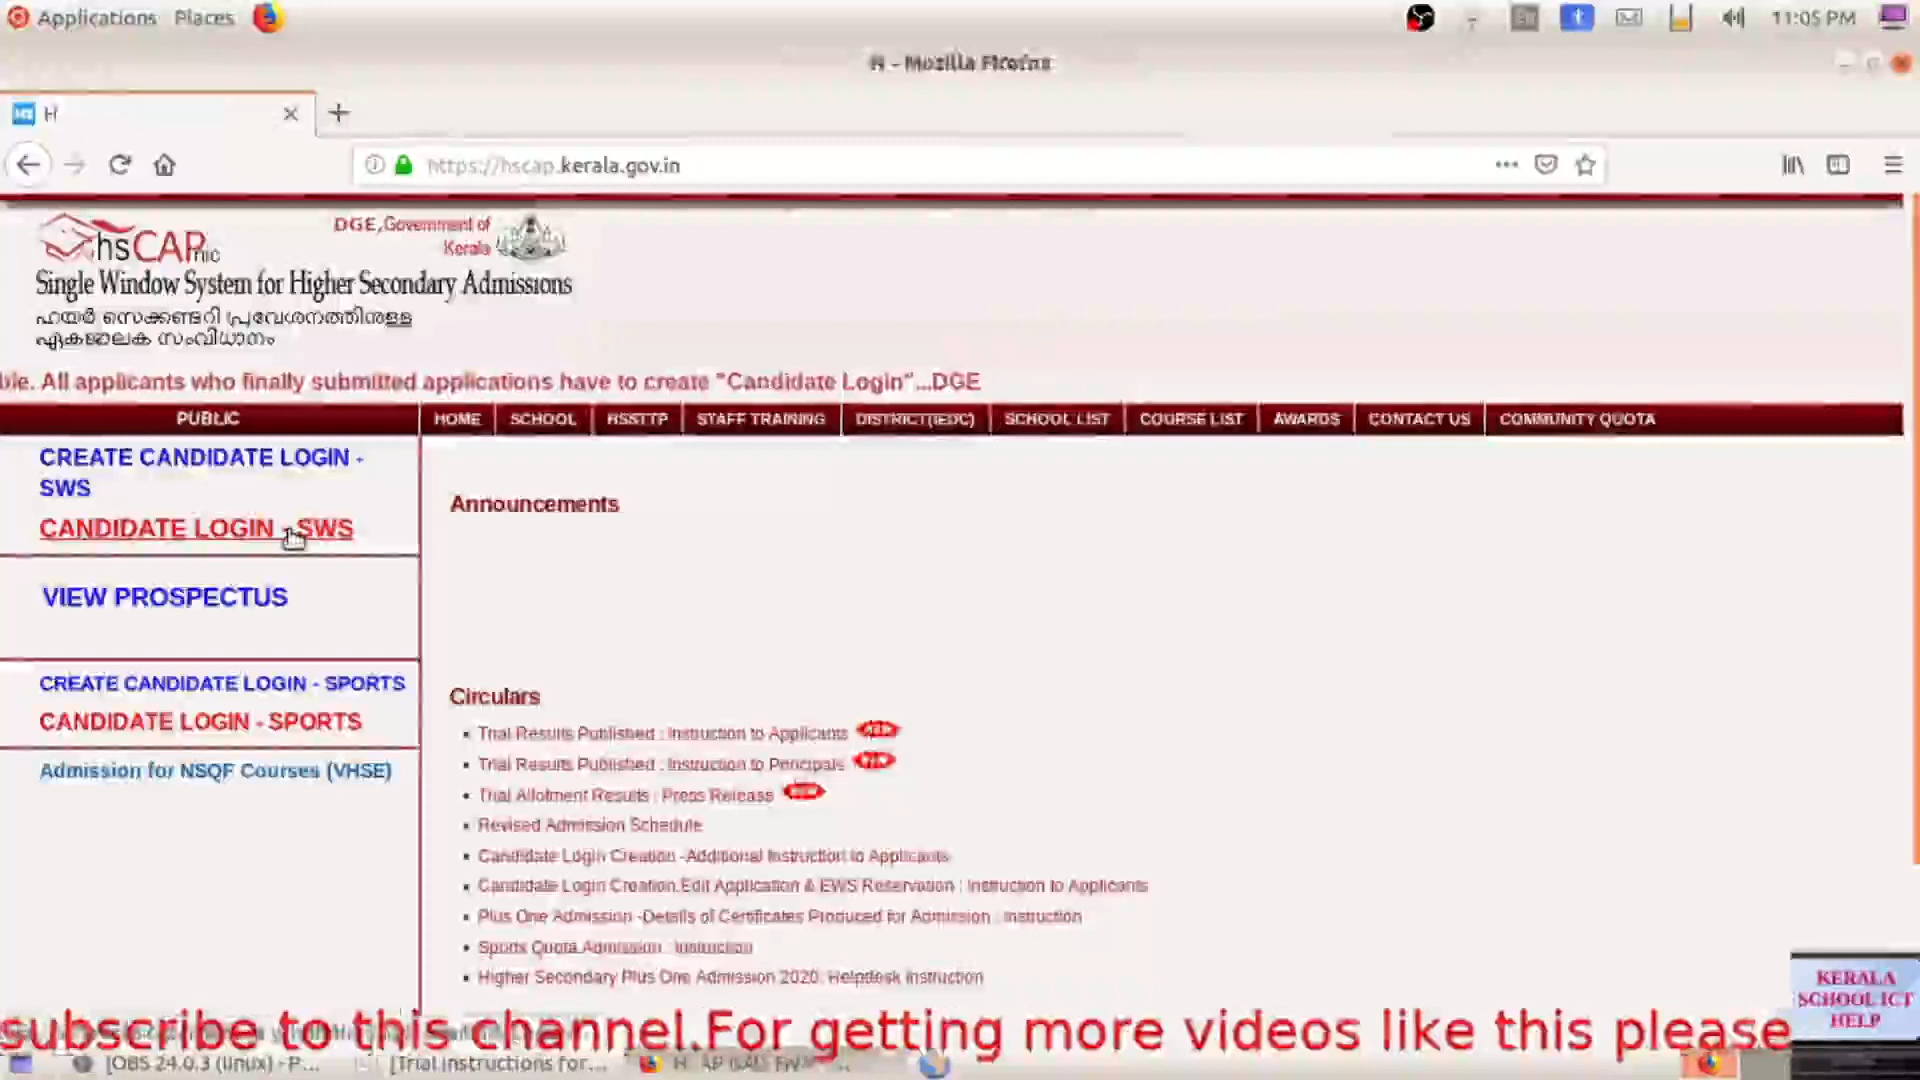 Applications Places 11:05 PM
H - Mozilla Firefox
H
https://hscap.kerala.gov.in
hsCAP nic
DGE,Government of
Kerala
Single Window System for Higher Secondary Admissions
ഹയർ സെക്കണ്ടറി പ്രവേശനത്തിനുള്ള
ഏകജാലക സംവിധാനം
ble. All applicants who finally submitted applications have to create "Candidate Login"...DGE
PUBLIC HOME SCHOOL HSSTTP STAFF TRAINING DISTRICT(IEDC) SCHOOL LIST COURSE LIST AWARDS CONTACT US COMMUNITY QUOTA
CREATE CANDIDATE LOGIN -
SWS
CANDIDATE LOGIN - SWS
VIEW PROSPECTUS
CREATE CANDIDATE LOGIN - SPORTS
CANDIDATE LOGIN - SPORTS
Admission for NSQF Courses (VHSE)
Announcements
Circulars
Trial Results Published : Instruction to Applicants NEW
Trial Results Published : Instruction to Principals NEW
Trial Allotment Results : Press Release NEW
Revised Admission Schedule
Candidate Login Creation -Additional Instruction to Applicants
Candidate Login Creation,Edit Application & EWS Reservation : Instruction to Applicants
Plus One Admission -Details of Certificates Produced for Admission : Instruction
Sports Quota Admission : Instruction
Higher Secondary Plus One Admission 2020: Helpdesk Instruction
KERALA
SCHOOL ICT
HELP
subscribe to this channel.For getting more videos like this please
[OBS 24.0.3 (linux) - P... [Trial instructions for...